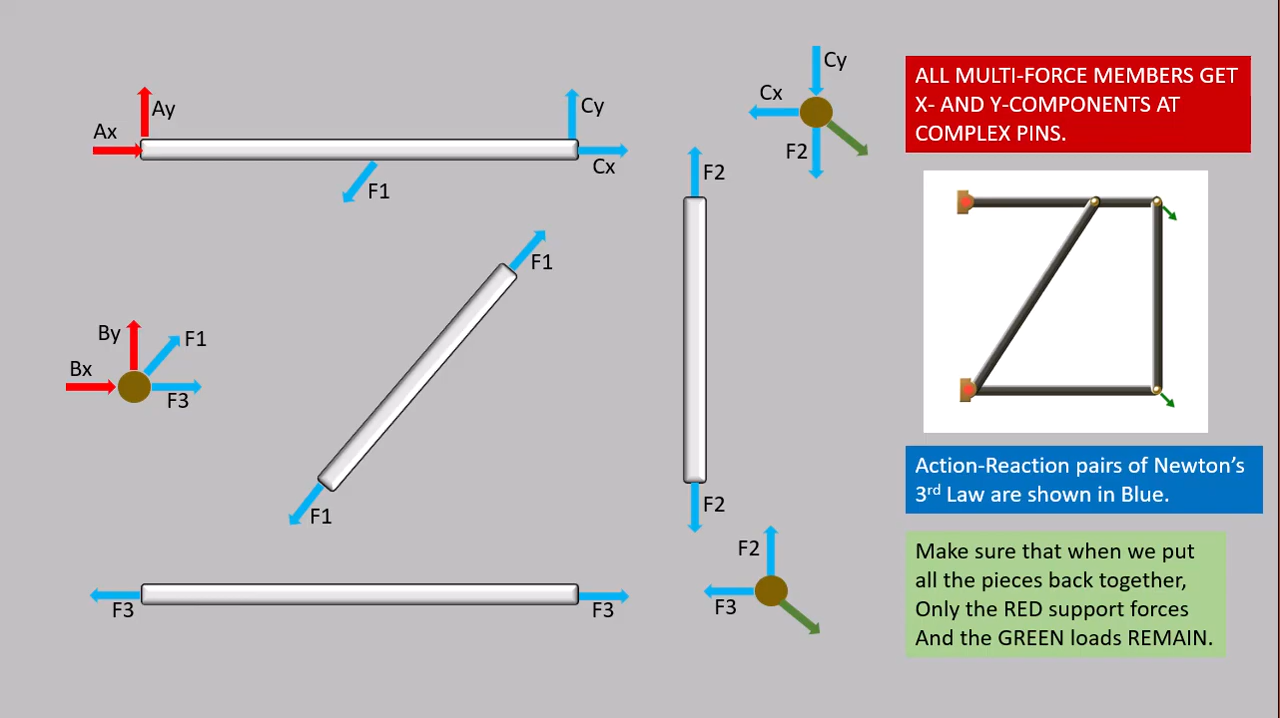 Ay
Ax
Cy
Cx
F1
F1
F1
By
Bx
F1
F3
F3
F3
F2
F2
Cy
Cx
F2
F2
F3
ALL MULTI-FORCE MEMBERS GET
X- AND Y-COMPONENTS AT
COMPLEX PINS.
Action-Reaction pairs of Newton’s
3rd Law are shown in Blue.
Make sure that when we put
all the pieces back together,
Only the RED support forces
And the GREEN loads REMAIN.